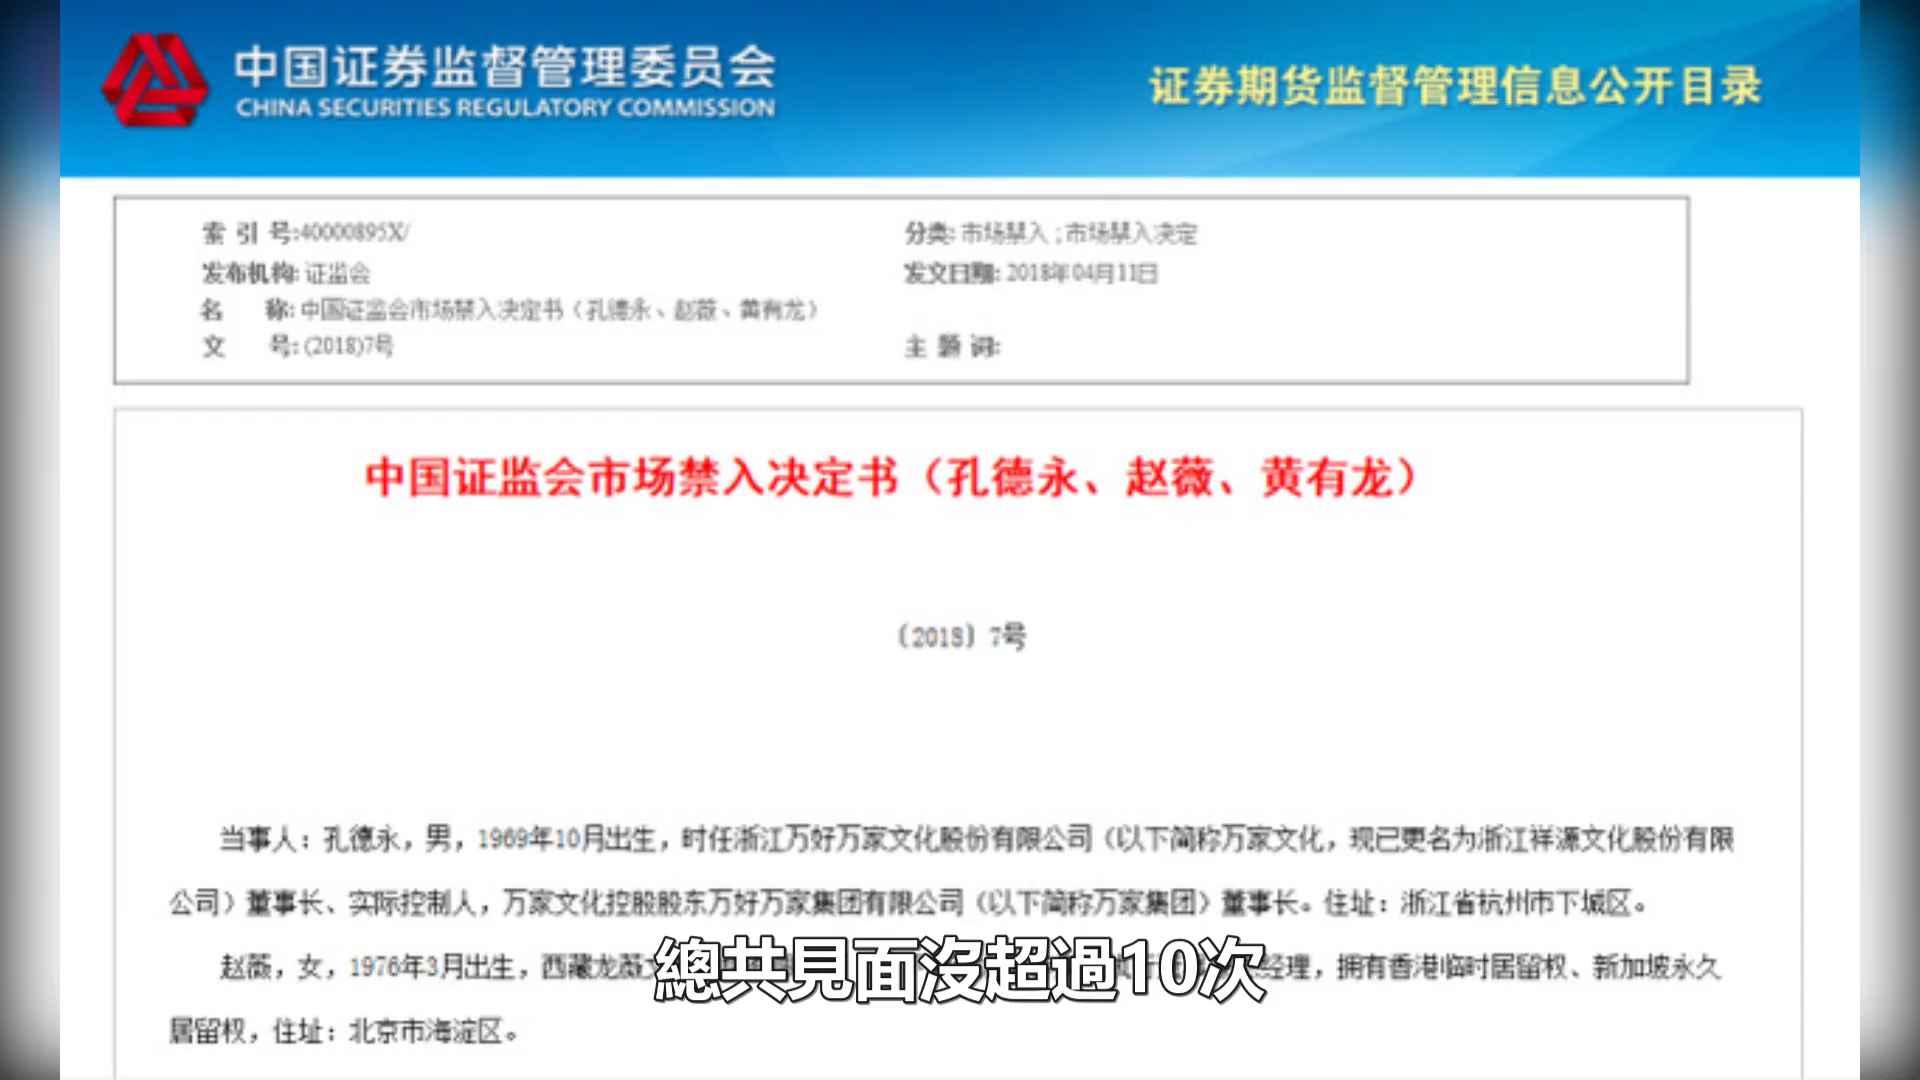 中国证券监督管理委员会
CHINA SECURITIES REGULATORY COMMISSION
证券期货监督管理信息公开目录
索 引 号:40000895X/
分类: 市场禁入 ; 市场禁入决定
发布机构: 证监会
发文日期: 2018年04月11日
名 称: 中国证监会市场禁入决定书（孔德永、赵薇、黄有龙）
文 号: (2018)7号
主 题 词:
中国证监会市场禁入决定书（孔德永、赵薇、黄有龙）
〔2018〕7号
当事人：孔德永，男，1969年10月出生，时任浙江万好万家文化股份有限公司（以下简称万家文化，现已更名为浙江祥源文化股份有限
公司）董事长、实际控制人，万家文化控股股东万好万家集团有限公司（以下简称万家集团）董事长。住址：浙江省杭州市下城区。
赵薇，女，1976年3月出生，西藏龙薇 经理，拥有香港临时居留权、新加坡永久
總共見面沒超過10次
居留权，住址：北京市海淀区。